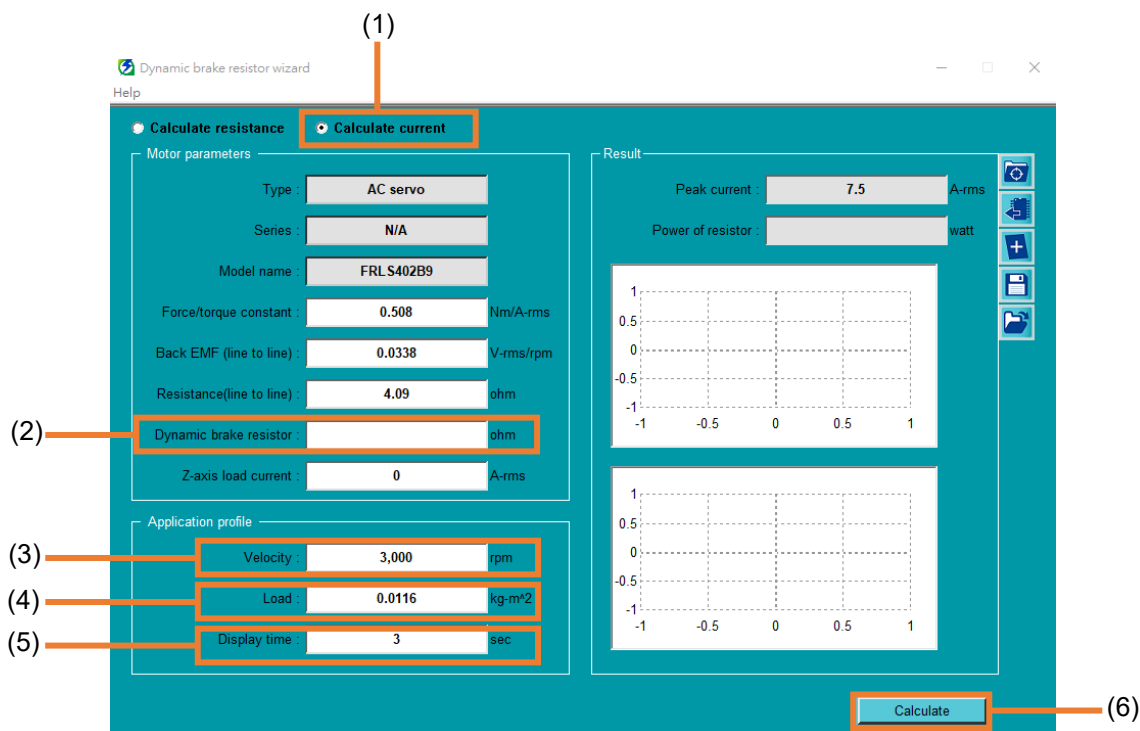 (1)
Dynamic brake resistor wizard
Help
Calculate resistance Calculate current
Motor parameters
Type : AC servo
Series : N/A
Model name : FRLS402B9
Force/torque constant : 0.508 Nm/A-rms
Back EMF (line to line) : 0.0338 V-rms/rpm
Resistance(line to line) : 4.09 ohm
(2) Dynamic brake resistor : ohm
Z-axis load current : 0 A-rms
Application profile
(3) Velocity : 3,000 rpm
(4) Load : 0.0116 kg-m^2
(5) Display time : 3 sec
Result
Peak current : 7.5 A-rms
Power of resistor : watt
1
0.5
0
-0.5
-1
-1 -0.5 0 0.5 1
1
0.5
0
-0.5
-1
-1 -0.5 0 0.5 1
Calculate (6)